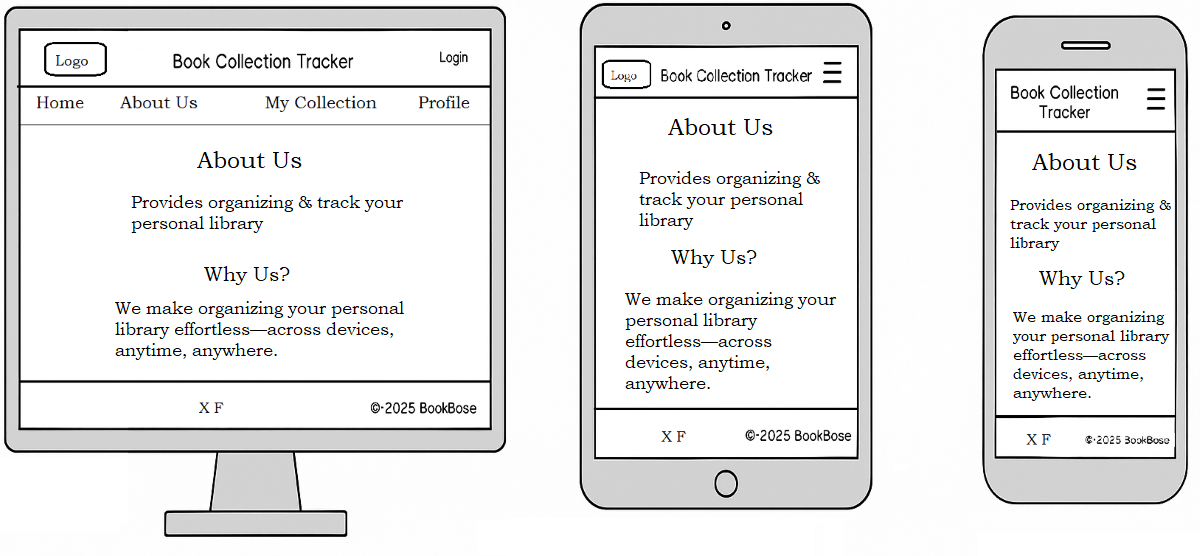 Logo
Book Collection Tracker
Login
Home About Us My Collection Profile
About Us
Provides organizing & track your
personal library
Why Us?
We make organizing your personal
library effortless—across devices,
anytime, anywhere.
X F
©·2025 BookBose
Logo
Book Collection Tracker
About Us
Provides organizing &
track your personal
library
Why Us?
We make organizing your
personal library
effortless—across
devices, anytime,
anywhere.
X F
©·2025 BookBose
Book Collection
Tracker
About Us
Provides organizing &
track your personal
library
Why Us?
We make organizing
your personal library
effortless—across
devices, anytime,
anywhere.
X F
©·2025 BookBose